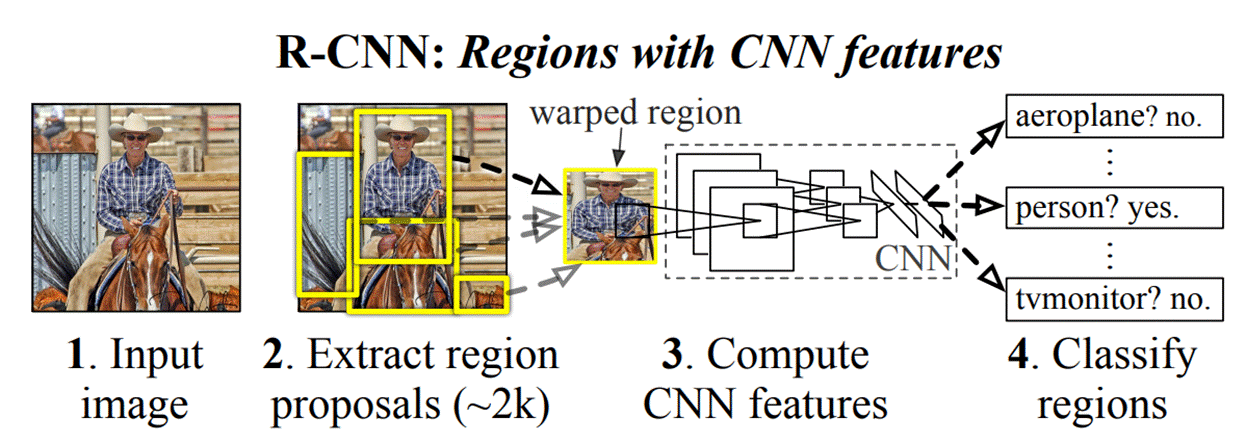 R-CNN: Regions with CNN features
warped region
aeroplane? no.
⋮
person? yes.
⋮
tvmonitor? no.
CNN
1. Input
image
2. Extract region
proposals (~2k)
3. Compute
CNN features
4. Classify
regions